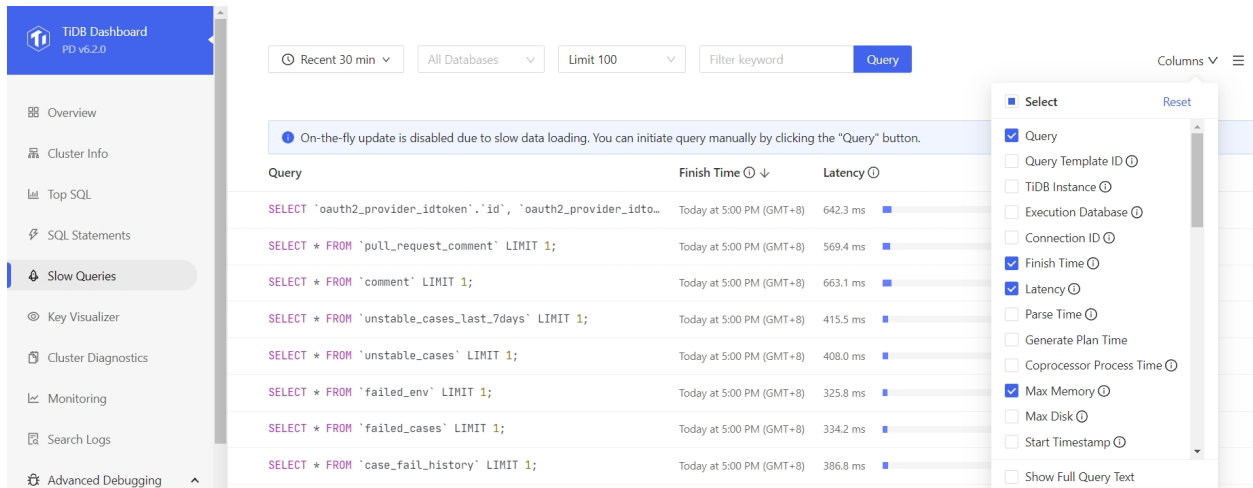 TiDB Dashboard
PD v6.2.0
Overview
Cluster Info
Top SQL
SQL Statements
Slow Queries
Key Visualizer
Cluster Diagnostics
Monitoring
Search Logs
Advanced Debugging
Recent 30 min
All Databases
Limit 100
Filter keyword
Query
Columns
On-the-fly update is disabled due to slow data loading. You can initiate query manually by clicking the "Query" button.
Query Finish Time Latency
SELECT `oauth2_provider_idtoken`.`id`, `oauth2_provider_idto… Today at 5:00 PM (GMT+8) 642.3 ms
SELECT * FROM `pull_request_comment` LIMIT 1; Today at 5:00 PM (GMT+8) 569.4 ms
SELECT * FROM `comment` LIMIT 1; Today at 5:00 PM (GMT+8) 663.1 ms
SELECT * FROM `unstable_cases_last_7days` LIMIT 1; Today at 5:00 PM (GMT+8) 415.5 ms
SELECT * FROM `unstable_cases` LIMIT 1; Today at 5:00 PM (GMT+8) 408.0 ms
SELECT * FROM `failed_env` LIMIT 1; Today at 5:00 PM (GMT+8) 325.8 ms
SELECT * FROM `failed_cases` LIMIT 1; Today at 5:00 PM (GMT+8) 334.2 ms
SELECT * FROM `case_fail_history` LIMIT 1; Today at 5:00 PM (GMT+8) 386.8 ms
Select Reset
Query
Query Template ID
TiDB Instance
Execution Database
Connection ID
Finish Time
Latency
Parse Time
Generate Plan Time
Coprocessor Process Time
Max Memory
Max Disk
Start Timestamp
Show Full Query Text